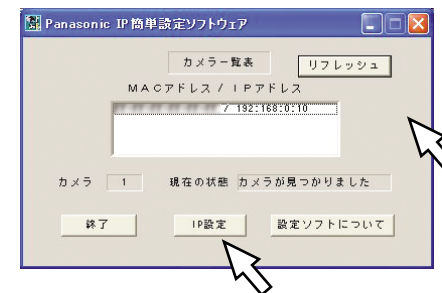 Panasonic IP簡単設定ソフトウェア
カメラ一覧表
リフレッシュ
MACアドレス / IPアドレス
/ 192:168:0:10
カメラ 1 現在の状態 カメラが見つかりました
終了 IP設定 設定ソフトについて